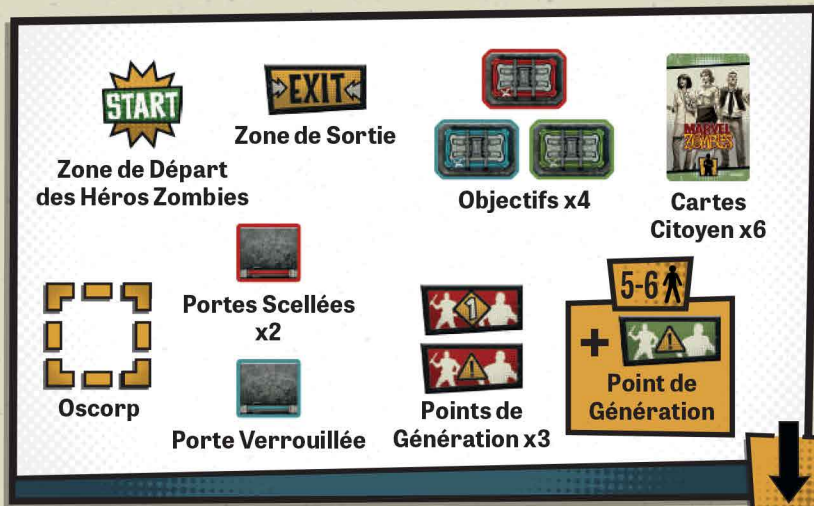 START
Zone de Départ
des Héros Zombies
EXIT
Zone de Sortie
Objectifs x4
MARVEL
ZOMBIES
Cartes
Citoyen x6
Oscorp
Portes Scellées
x2
Porte Verrouillée
1
!
Points de
Génération x3
5-6
+
!
Point de
Génération